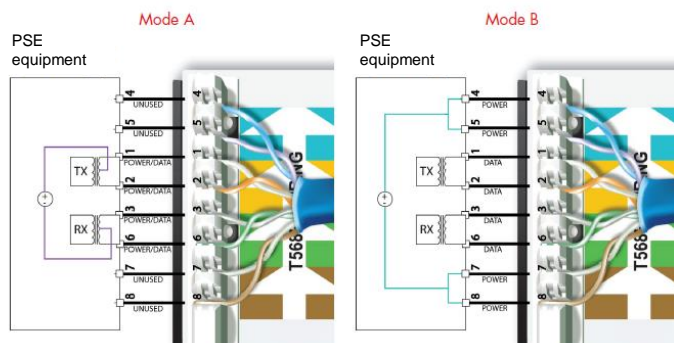 Mode A
PSE
equipment
4
UNUSED
5
UNUSED
1
POWER/DATA
TX
2
POWER/DATA
3
POWER/DATA
RX
6
POWER/DATA
7
UNUSED
8
UNUSED
4
5
1
2
3
6
7
8
T568
NG
Mode B
PSE
equipment
4
POWER
5
POWER
1
DATA
TX
2
DATA
3
DATA
RX
6
DATA
7
POWER
8
POWER
4
5
1
2
3
6
7
8
T568
NG